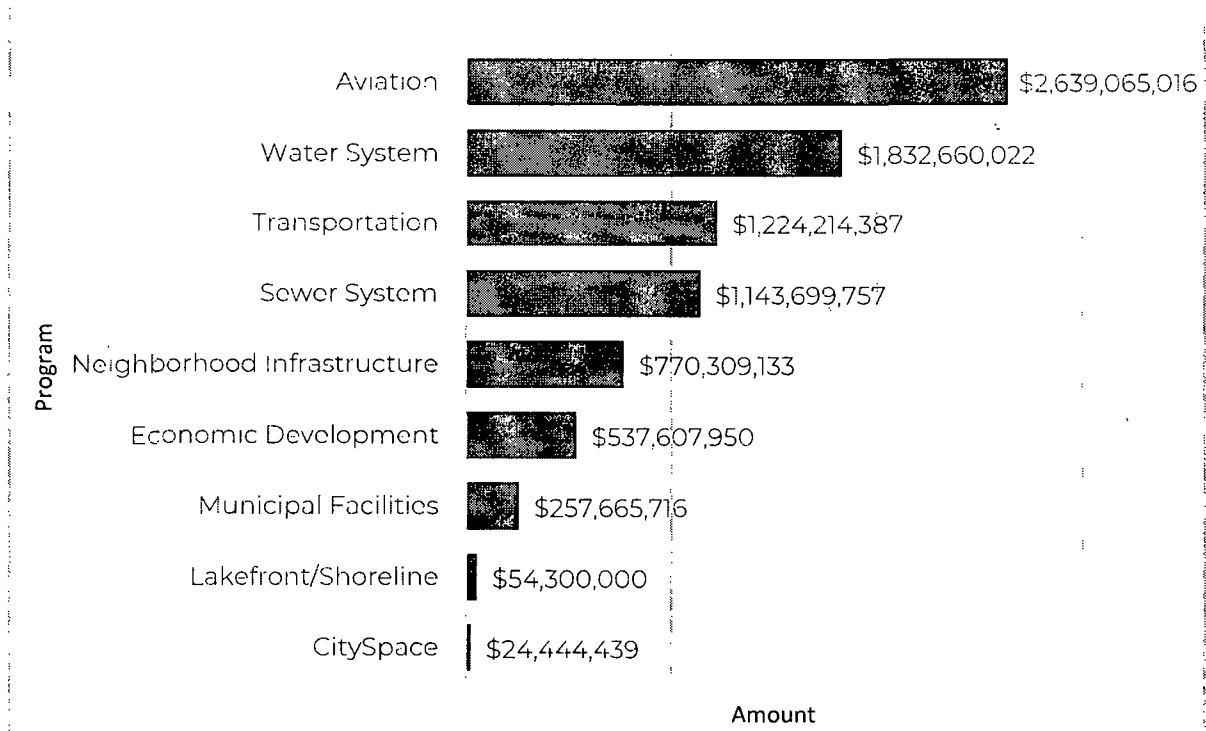 Aviation $2,639,065,016
Water System $1,832,660,022
Transportation $1,224,214,387
Sewer System $1,143,699,757
Neighborhood Infrastructure $770,309,133
Economic Development $537,607,950
Municipal Facilities $257,665,716
Lakefront/Shoreline $54,300,000
CitySpace $24,444,439
Program
Amount